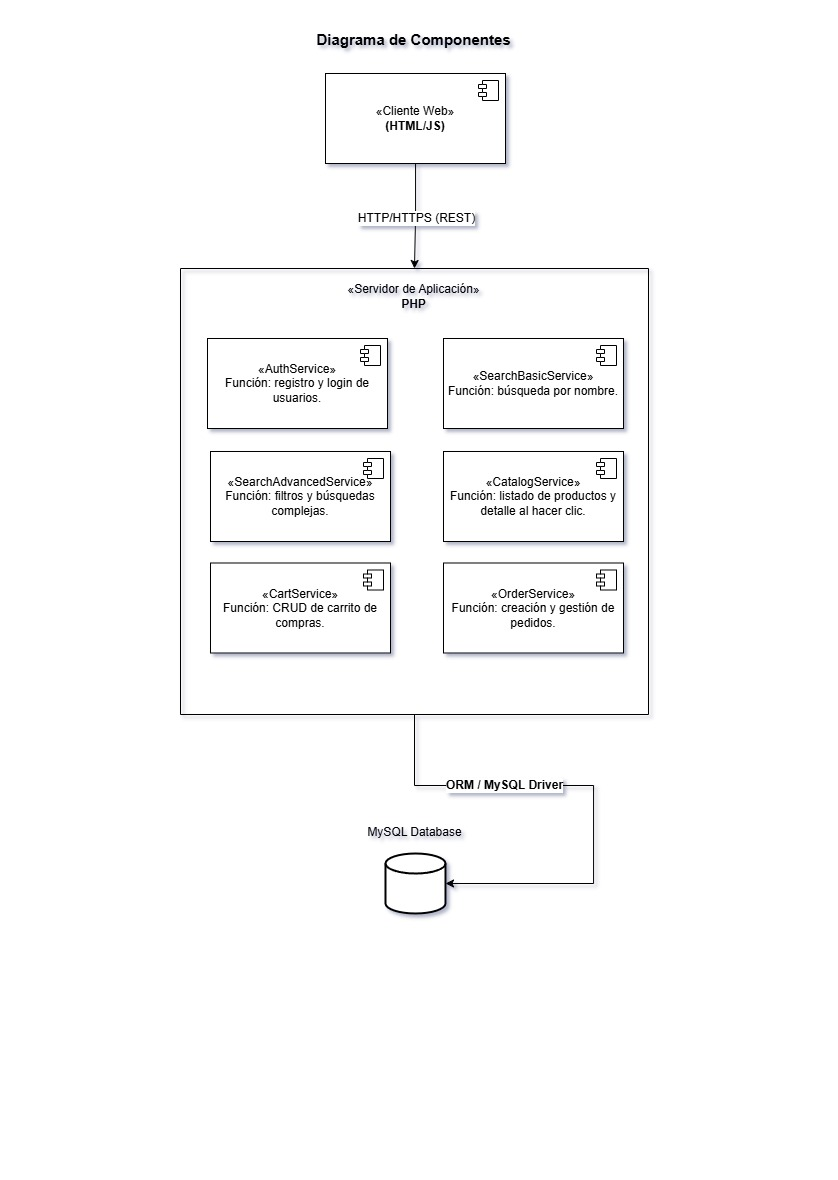 Diagrama de Componentes
«Cliente Web»
(HTML/JS)
HTTP/HTTPS (REST)
«Servidor de Aplicación»
PHP
«AuthService»
Función: registro y login de
usuarios.
«SearchBasicService»
Función: búsqueda por nombre.
«SearchAdvancedService»
Función: filtros y búsquedas
complejas.
«CatalogService»
Función: listado de productos y
detalle al hacer clic.
«CartService»
Función: CRUD de carrito de
compras.
«OrderService»
Función: creación y gestión de
pedidos.
ORM / MySQL Driver
MySQL Database